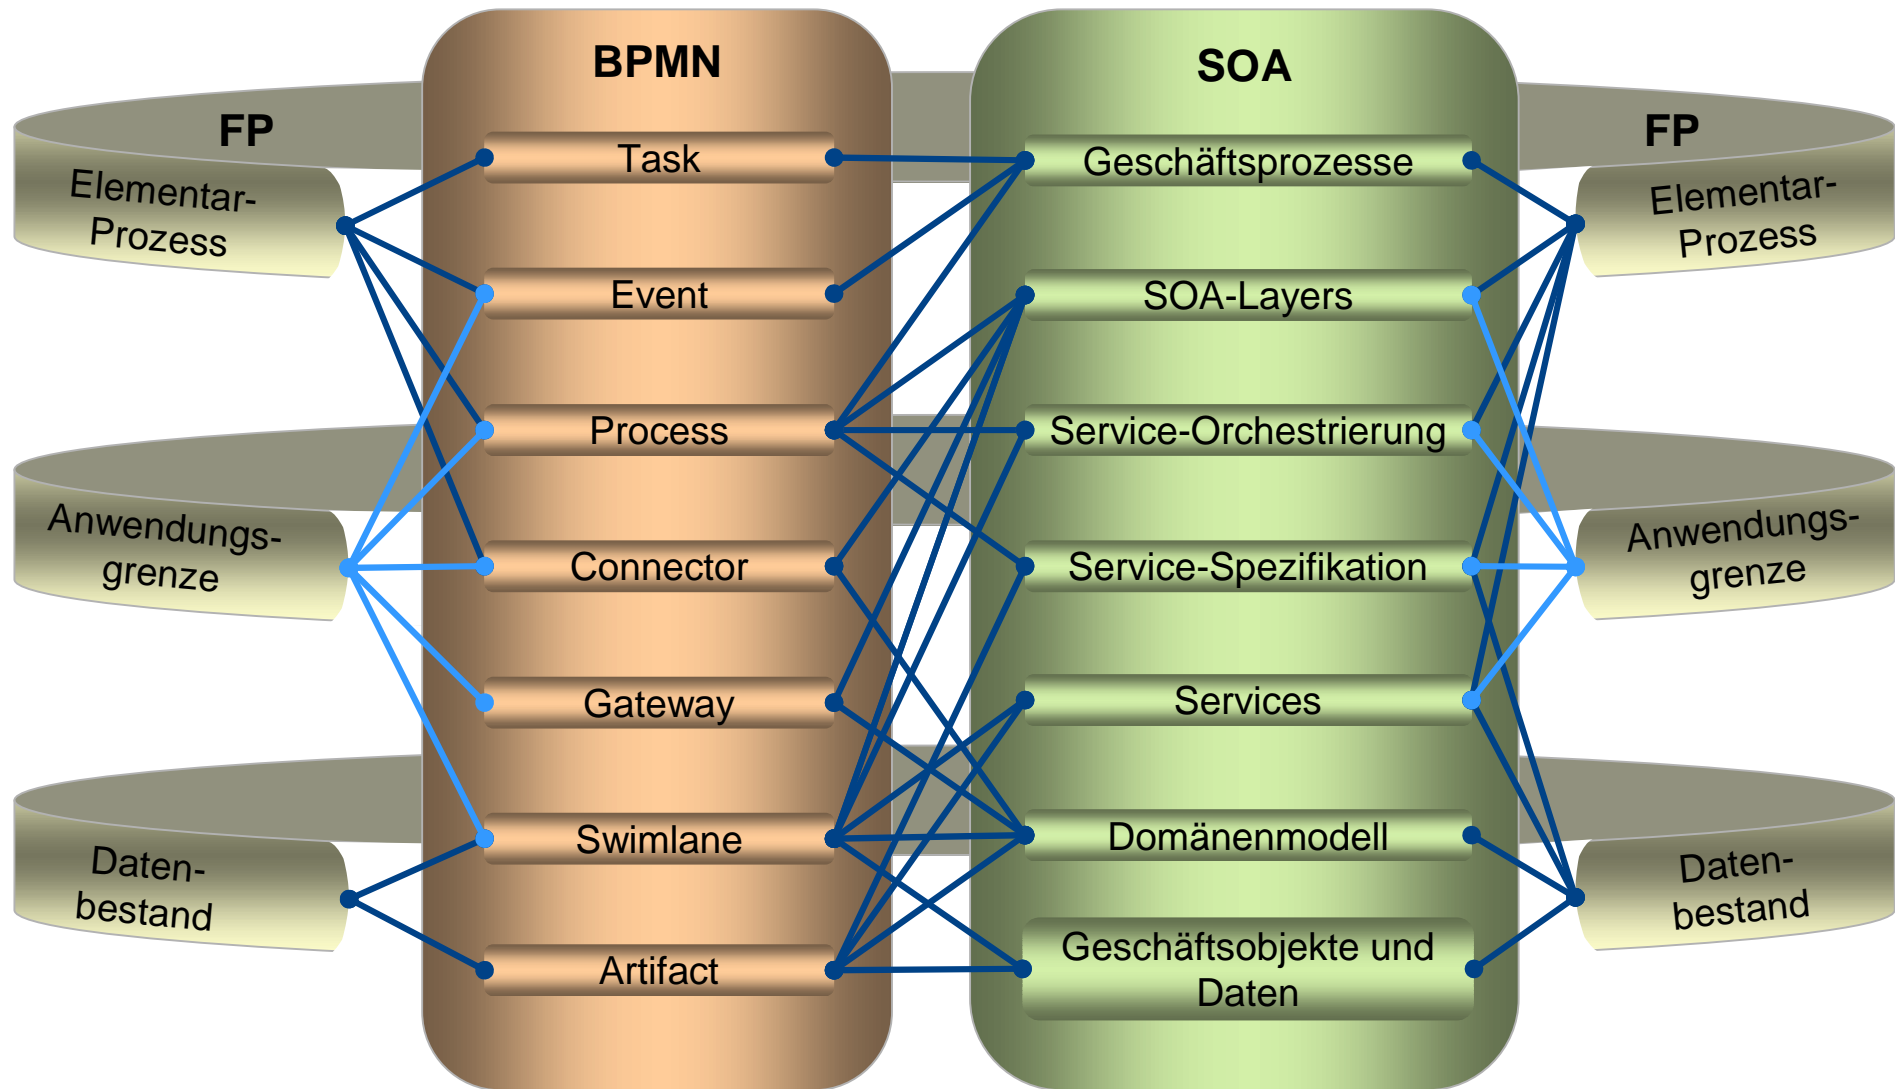 BPMN
SOA
FP
FP
Elementar-
Prozess
Anwendungs-
grenze
Daten-
bestand
Task
Event
Process
Connector
Gateway
Swimlane
Artifact
Geschäftsprozesse
SOA-Layers
Service-Orchestrierung
Service-Spezifikation
Services
Domänenmodell
Geschäftsobjekte und
Daten
Elementar-
Prozess
Anwendungs-
grenze
Daten-
bestand